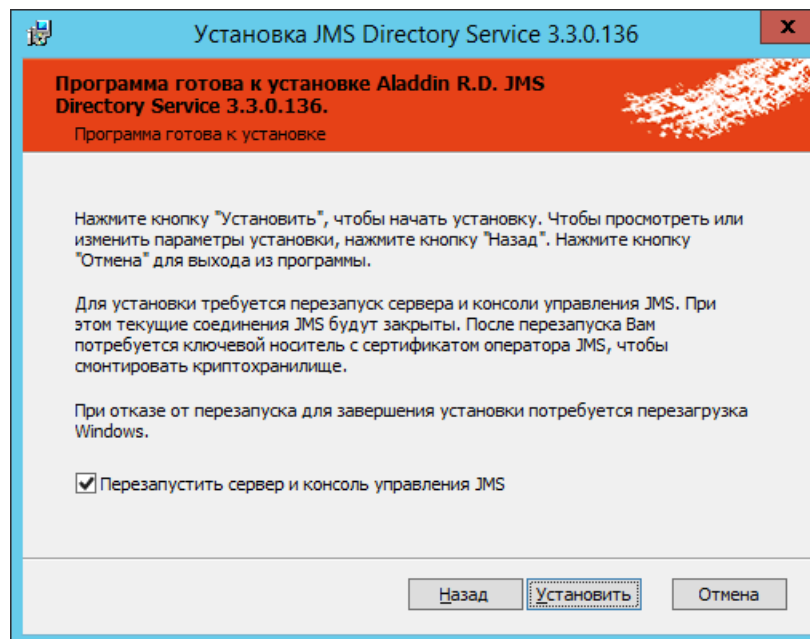 Установка JMS Directory Service 3.3.0.136
x
Программа готова к установке Aladdin R.D. JMS
Directory Service 3.3.0.136.
Программа готова к установке
Нажмите кнопку "Установить", чтобы начать установку. Чтобы просмотреть или
изменить параметры установки, нажмите кнопку "Назад". Нажмите кнопку
"Отмена" для выхода из программы.
Для установки требуется перезапуск сервера и консоли управления JMS. При
этом текущие соединения JMS будут закрыты. После перезапуска Вам
потребуется ключевой носитель с сертификатом оператора JMS, чтобы
смонтировать криптохранилище.
При отказе от перезапуска для завершения установки потребуется перезагрузка
Windows.
Перезапустить сервер и консоль управления JMS
Назад Установить Отмена